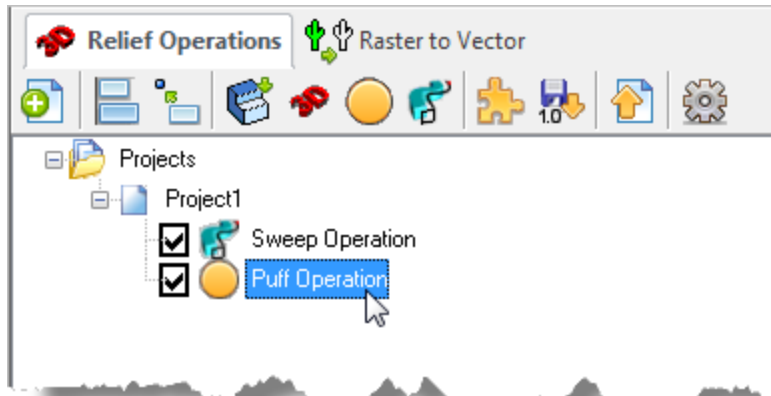 Relief Operations Raster to Vector
1.0
Projects
Project1
Sweep Operation
Puff Operation